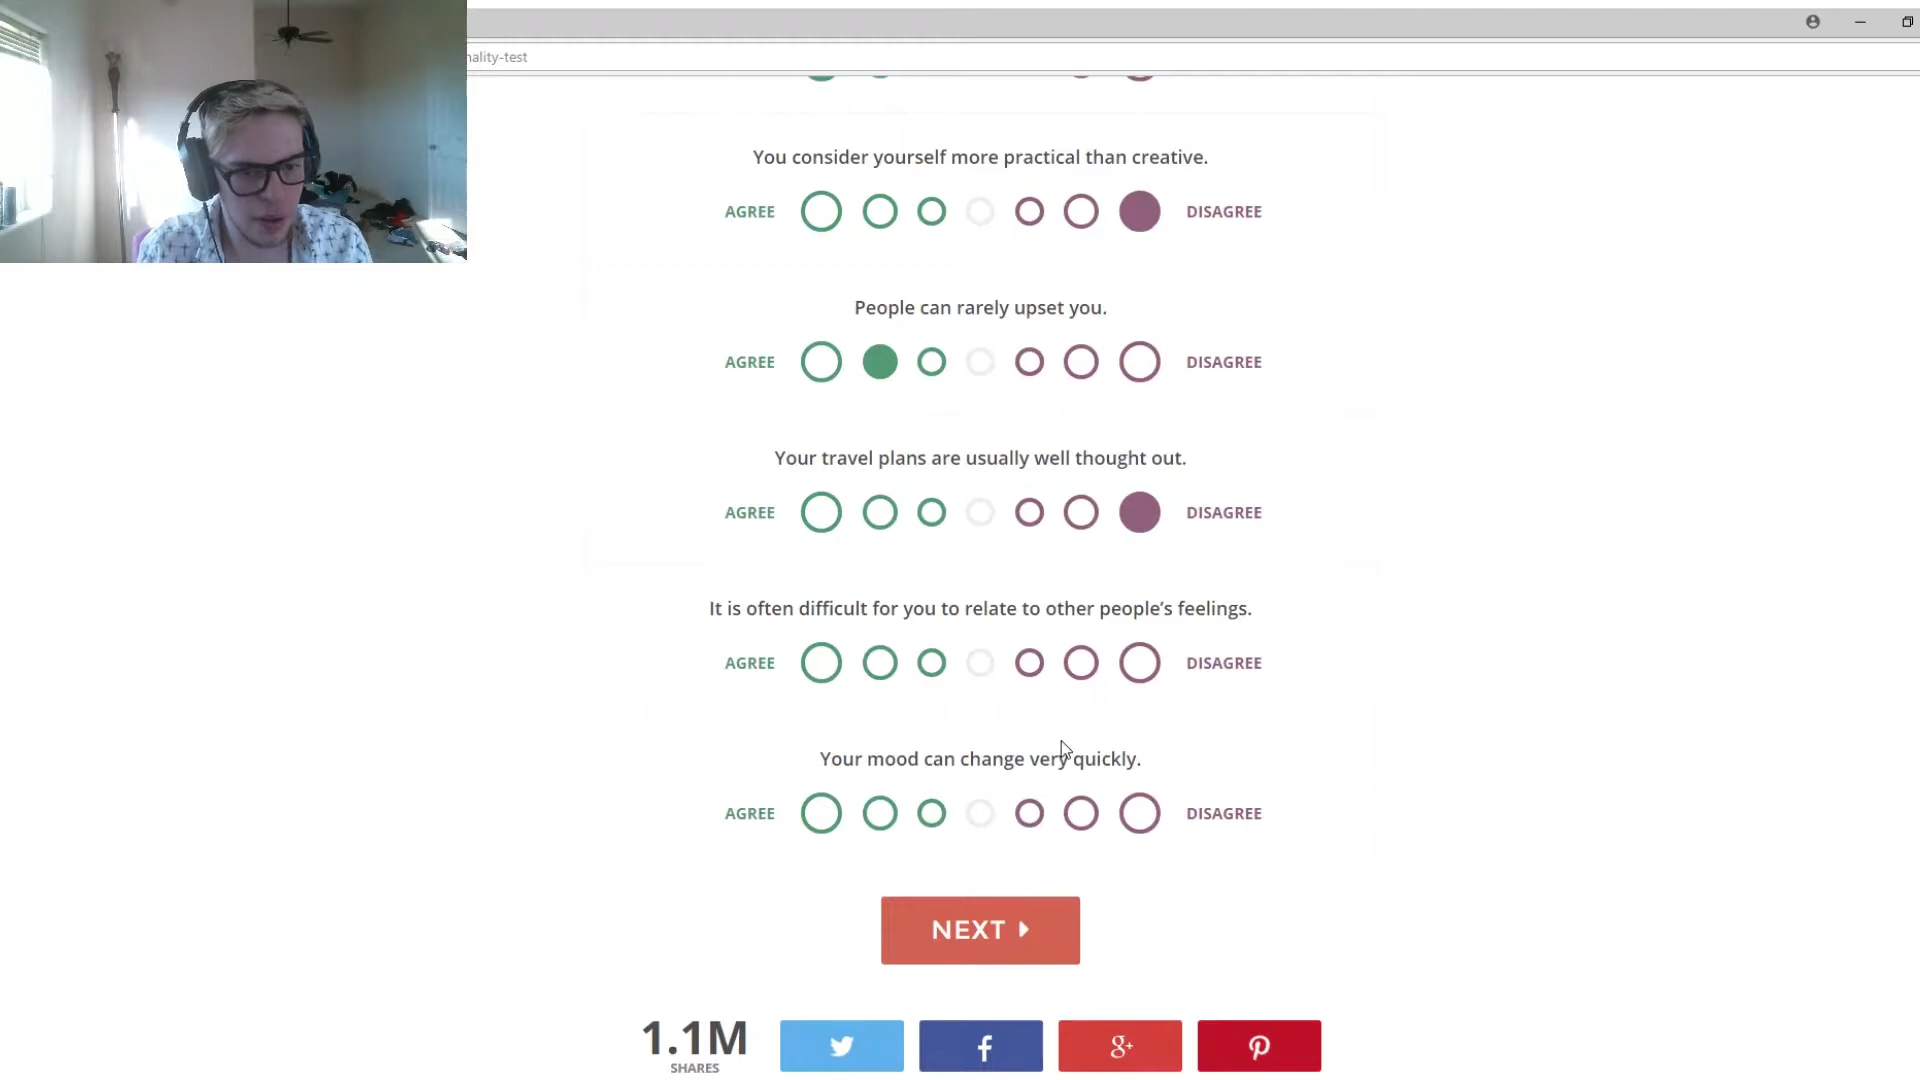 nality-test
You consider yourself more practical than creative.
AGREE DISAGREE
People can rarely upset you.
AGREE DISAGREE
Your travel plans are usually well thought out.
AGREE DISAGREE
It is often difficult for you to relate to other people’s feelings.
AGREE DISAGREE
Your mood can change very quickly.
AGREE DISAGREE
NEXT
1.1M
SHARES
g+